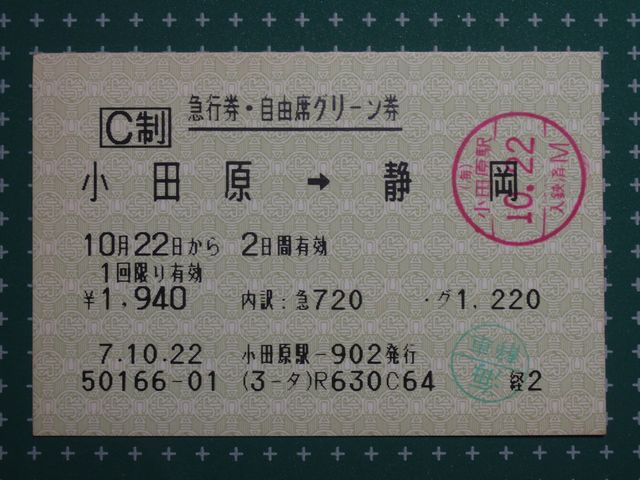 急行券・自由席グリーン券
C制
小田原 → 静岡
10月22日から 2日間有効
1回限り有効
¥1,940 内訳:急720 ・グ1,220
7.10.22 小田原駅-902発行
50166-01 (3-タ)R630C64 経2
(海)
小田原駅
10.22
入鋏済M